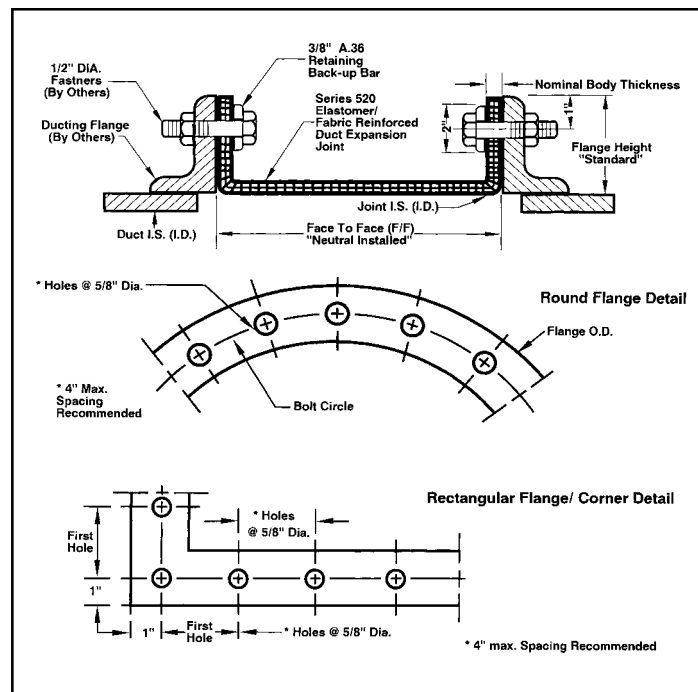 3/8" A.36
Retaining
Back-up Bar
1/2" DIA.
Fastners
(By Others)
Nominal Body Thickness
Series 520
Elastomer/
Fabric Reinforced
Duct Expansion
Joint
2"
1"
Ducting Flange
(By Others)
Flange Height
"Standard"
Joint I.S. (I.D.)
Duct I.S. (I.D.)
Face To Face (F/F)
"Neutral Installed"
* Holes @ 5/8" Dia.
Round Flange Detail
Flange O.D.
* 4" Max.
Spacing
Recommended
Bolt Circle
Rectangular Flange/ Corner Detail
* Holes
@ 5/8" Dia.
First
Hole
1"
1"
First
Hole
* Holes @ 5/8" Dia.
* 4" max. Spacing Recommended